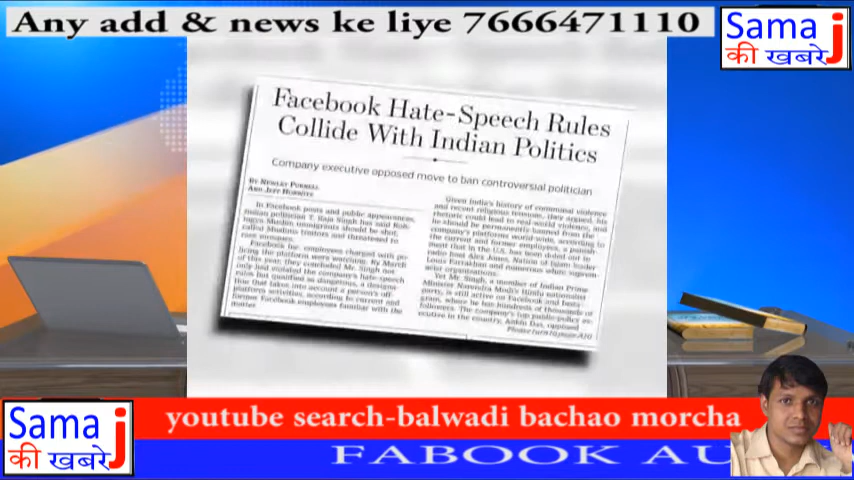 Any add & news ke liye 7666471110
Sama j
की खबरे
Facebook Hate-Speech Rules
Collide With Indian Politics
Company executive opposed move to ban controversial politician
BY NEWLEY PURNELL
AND JEFF HORWITZ
In Facebook posts and public appearances,
Indian politician T. Raja Singh has said Roh-
ingya Muslim immigrants should be shot,
called Muslims traitors and threatened to
raze mosques.
Facebook Inc. employees charged with po-
licing the platform were watching. By March
of this year, they concluded Mr. Singh not
only had violated the company's hate-speech
rules but qualified as dangerous, a designa-
tion that takes into account a person's off-
platform activities, according to current and
former Facebook employees familiar with the
matter.
Given India's history of communal violence
and recent religious tensions, they argued, his
rhetoric could lead to real-world violence, and
he should be permanently banned from the
company's platforms world-wide, according to
the current and former employees, a punish-
ment that in the U.S. has been doled out to
radio host Alex Jones, Nation of Islam leader
Louis Farrakhan and numerous white suprem-
acist organizations.
Yet Mr. Singh, a member of Indian Prime
Minister Narendra Modi's Hindu nationalist
party, is still active on Facebook and Insta-
gram, where he has hundreds of thousands of
followers. The company's top public-policy ex-
ecutive in the country, Ankhi Das, opposed
Please turn to page A10
youtube search-balwadi bachao morcha
Sama j
की खबरे
FABOOK AU